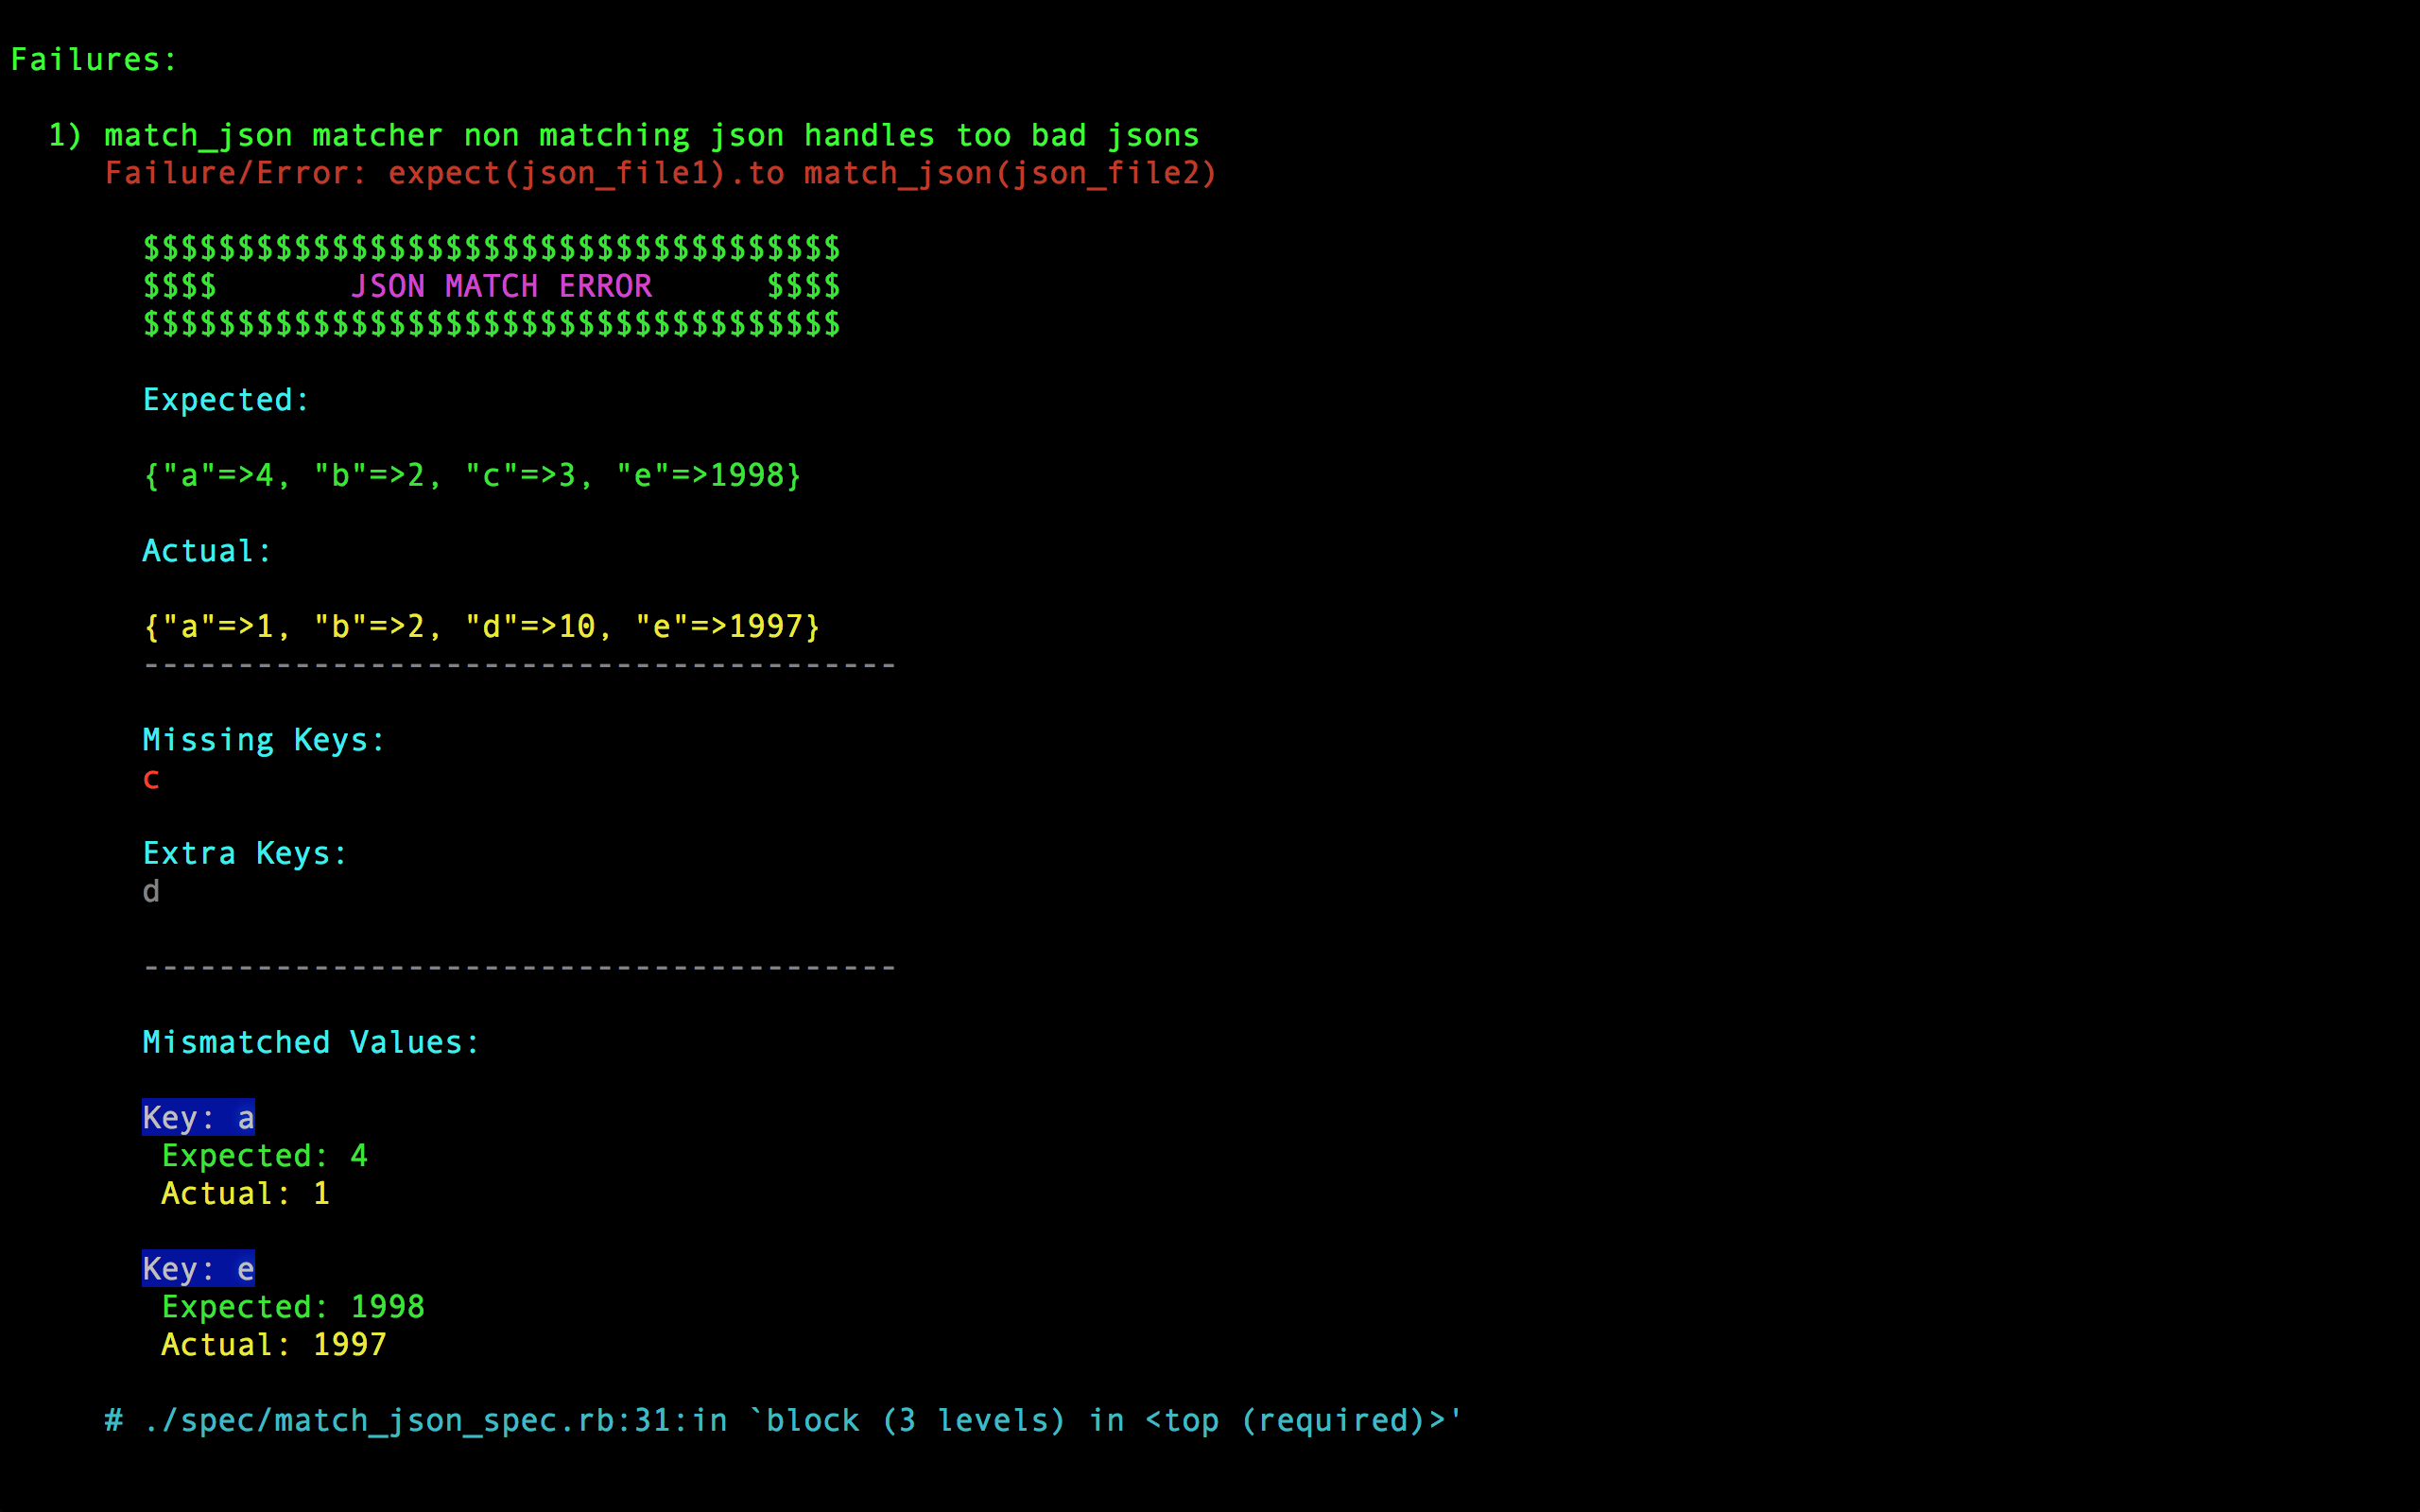 Failures:
1) match_json matcher non matching json handles too bad jsons
Failure/Error: expect(json_file1).to match_json(json_file2)
$$$$$$$$$$$$$$$$$$$$$$$$$$$$$$$$$$$$$
$$$$       JSON MATCH ERROR      $$$$
$$$$$$$$$$$$$$$$$$$$$$$$$$$$$$$$$$$$$
Expected:
{"a"=>4, "b"=>2, "c"=>3, "e"=>1998}
Actual:
{"a"=>1, "b"=>2, "d"=>10, "e"=>1997}
----------------------------------------
Missing Keys:
c
Extra Keys:
d
----------------------------------------
Mismatched Values:
Key: a
Expected: 4
Actual: 1
Key: e
Expected: 1998
Actual: 1997
# ./spec/match_json_spec.rb:31:in `block (3 levels) in <top (required)>'